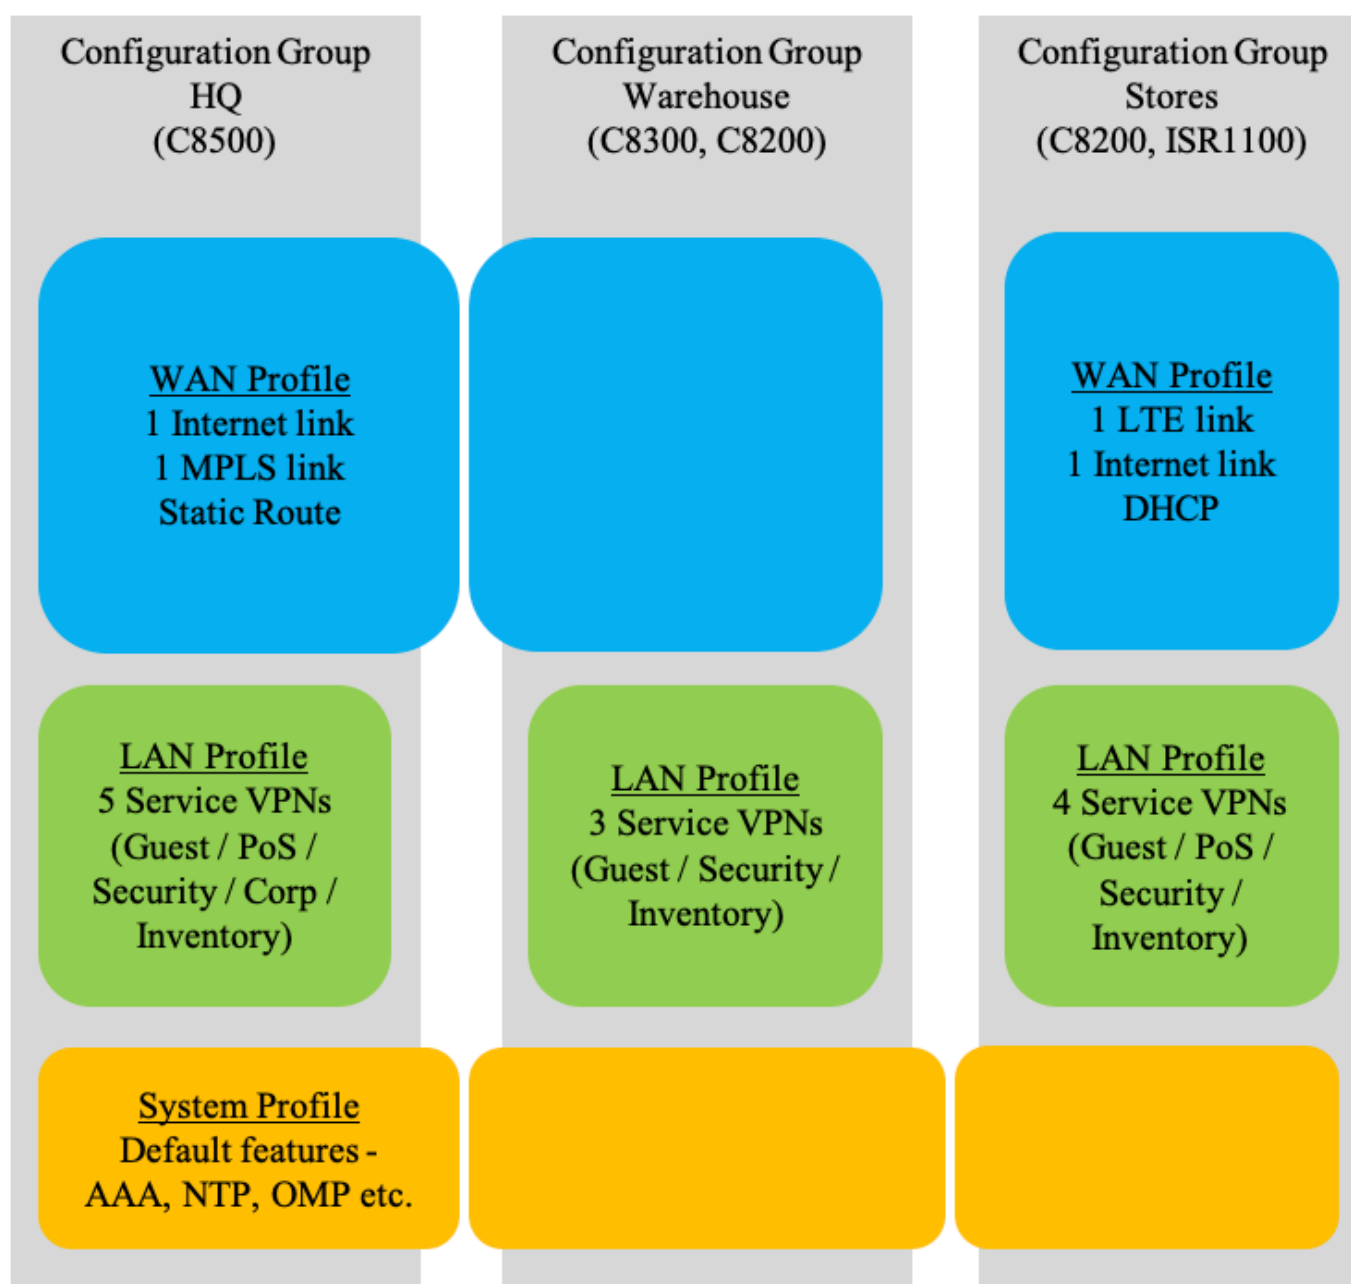 Configuration Group
HQ
(C8500)
Configuration Group
Warehouse
(C8300, C8200)
Configuration Group
Stores
(C8200, ISR1100)
WAN Profile
1 Internet link
1 MPLS link
Static Route
WAN Profile
1 LTE link
1 Internet link
DHCP
LAN Profile
5 Service VPNs
(Guest / PoS /
Security / Corp /
Inventory)
LAN Profile
3 Service VPNs
(Guest / Security /
Inventory)
LAN Profile
4 Service VPNs
(Guest / PoS /
Security /
Inventory)
System Profile
Default features -
AAA, NTP, OMP etc.